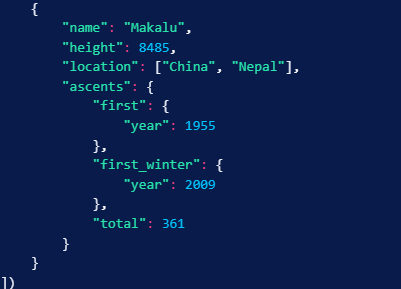 {
"name": "Makalu",
"height": 8485,
"location": ["China", "Nepal"],
"ascents": {
"first": {
"year": 1955
},
"first_winter": {
"year": 2009
},
"total": 361
}
}
])